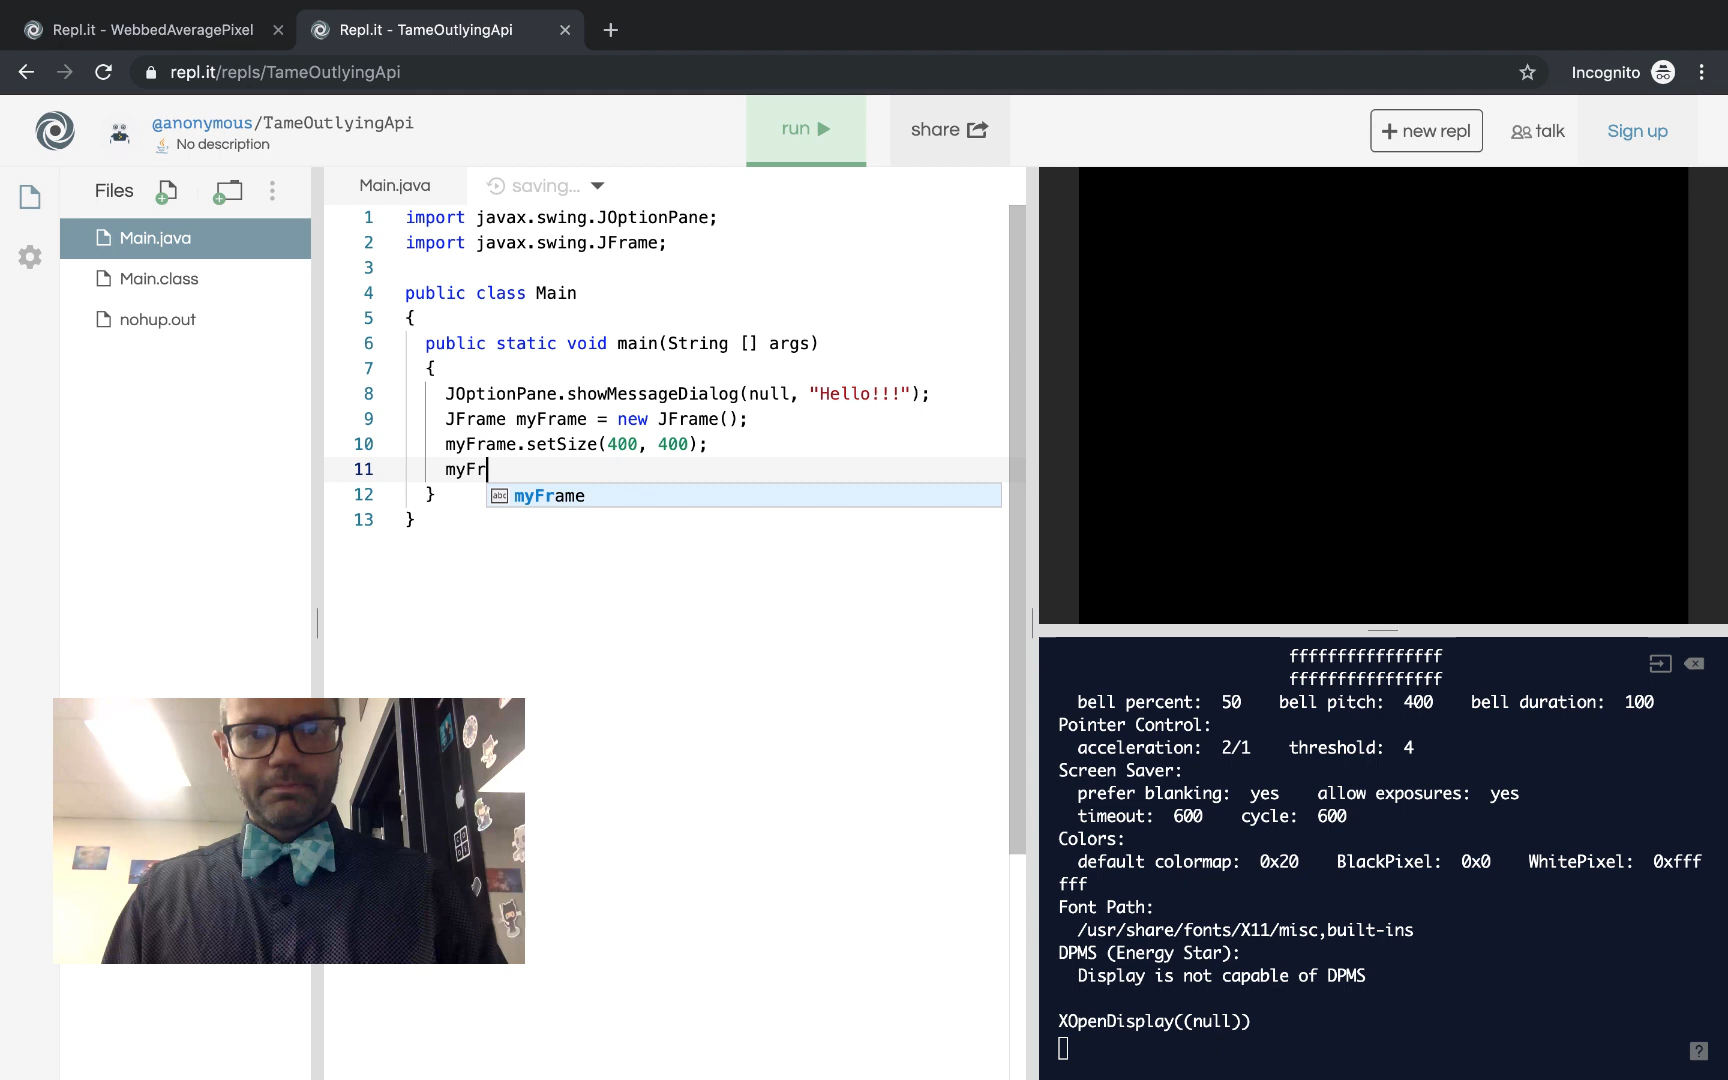 Repl.it - WebbedAveragePixel
Repl.it - TameOutlyingApi
repl.it/repls/TameOutlyingApi
Incognito
@anonymous/TameOutlyingApi
No description
run
share
+ new repl
talk
Sign up
Files
Main.java
Main.class
nohup.out
Main.java
saving...
1 import javax.swing.JOptionPane;
2 import javax.swing.JFrame;
3
4 public class Main
5 {
6 public static void main(String [] args)
7 {
8 JOptionPane.showMessageDialog(null, "Hello!!!");
9 JFrame myFrame = new JFrame();
10 myFrame.setSize(400, 400);
11 myFr
abc myFrame
12 }
13 }
ffffffffffffffff
ffffffffffffffff
bell percent: 50 bell pitch: 400 bell duration: 100
Pointer Control:
acceleration: 2/1 threshold: 4
Screen Saver:
prefer blanking: yes allow exposures: yes
timeout: 600 cycle: 600
Colors:
default colormap: 0x20 BlackPixel: 0x0 WhitePixel: 0xfff
fff
Font Path:
/usr/share/fonts/X11/misc,built-ins
DPMS (Energy Star):
Display is not capable of DPMS
XOpenDisplay((null))
?